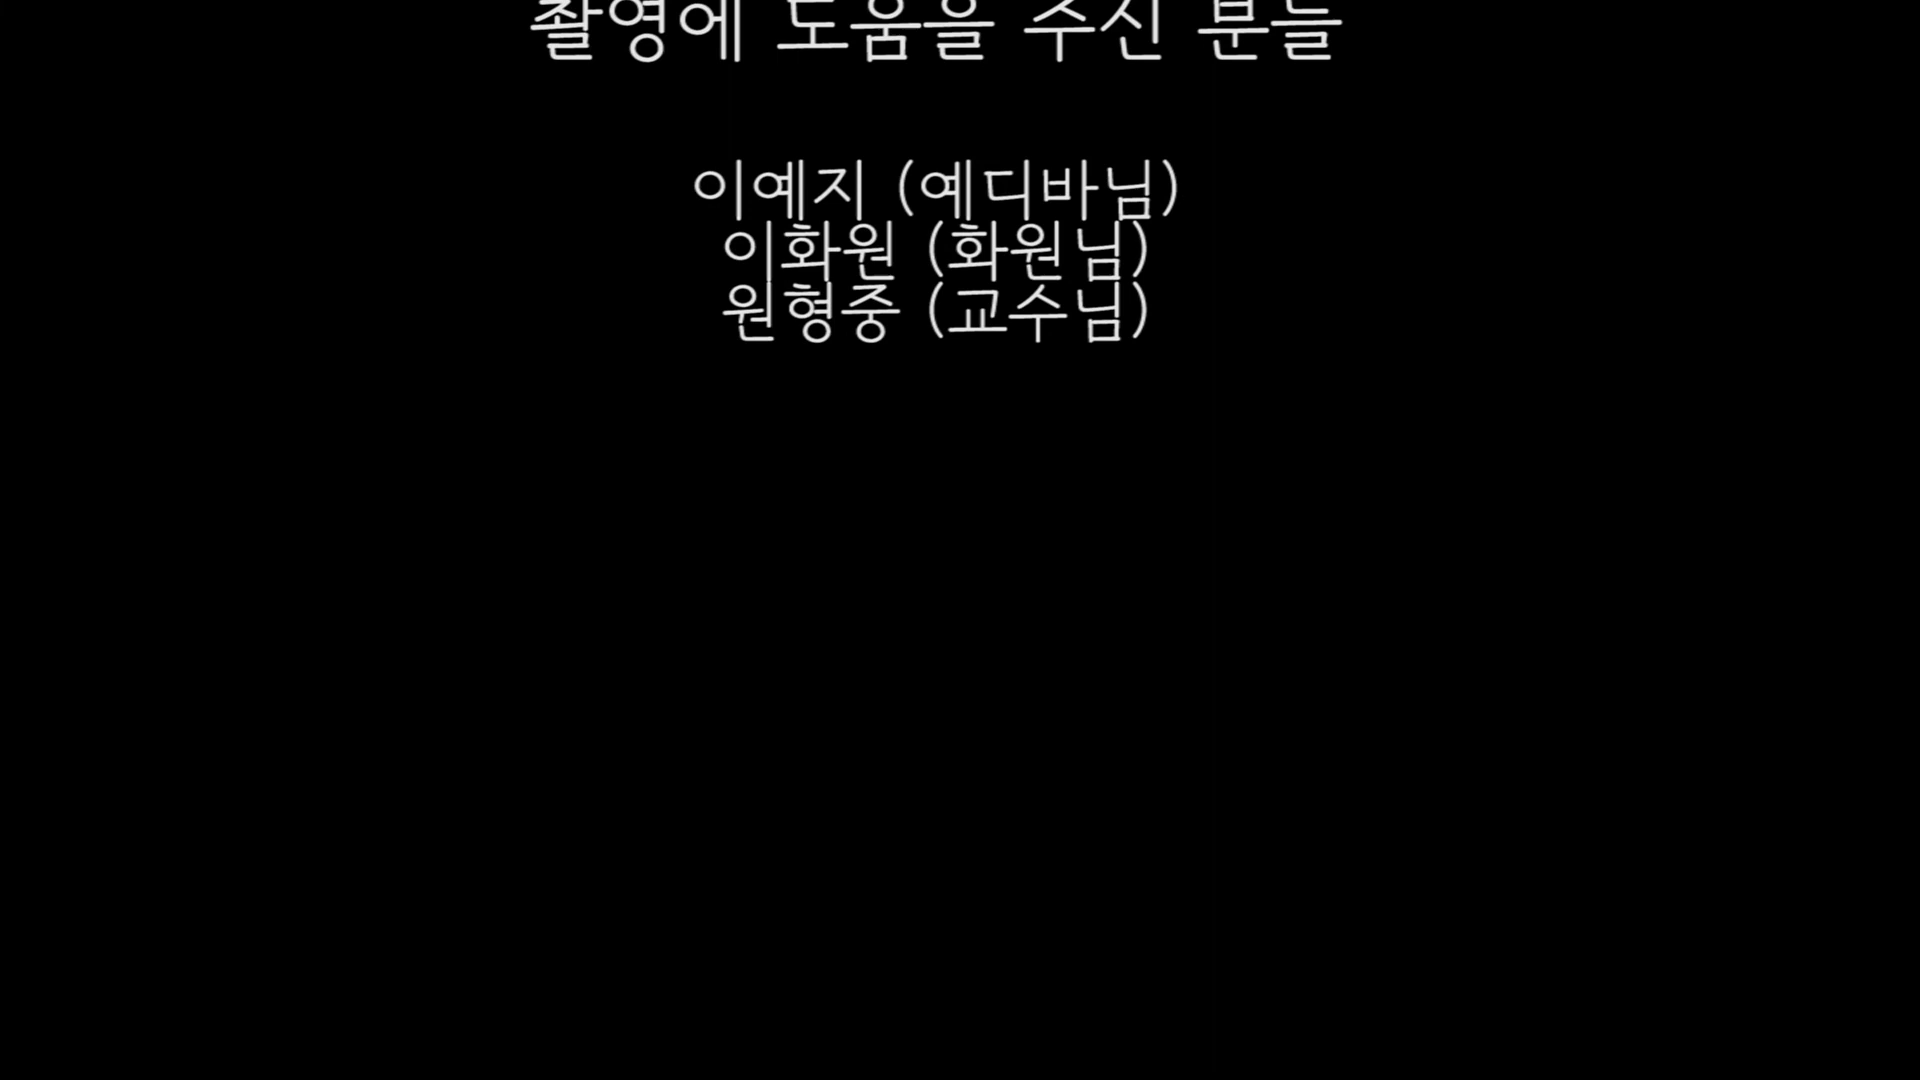 촬영에 도움을 주신 분들
이예지 (예디바님)
이화원 (화원님)
원형중 (교수님)